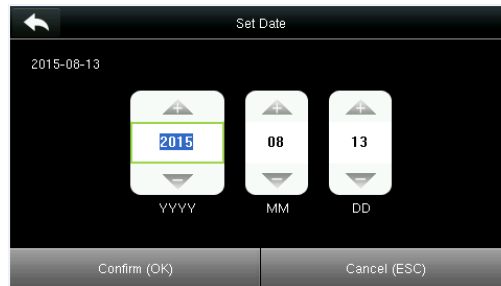 Set Date
2015-08-13
2015 08 13
YYYY MM DD
Confirm (OK) Cancel (ESC)